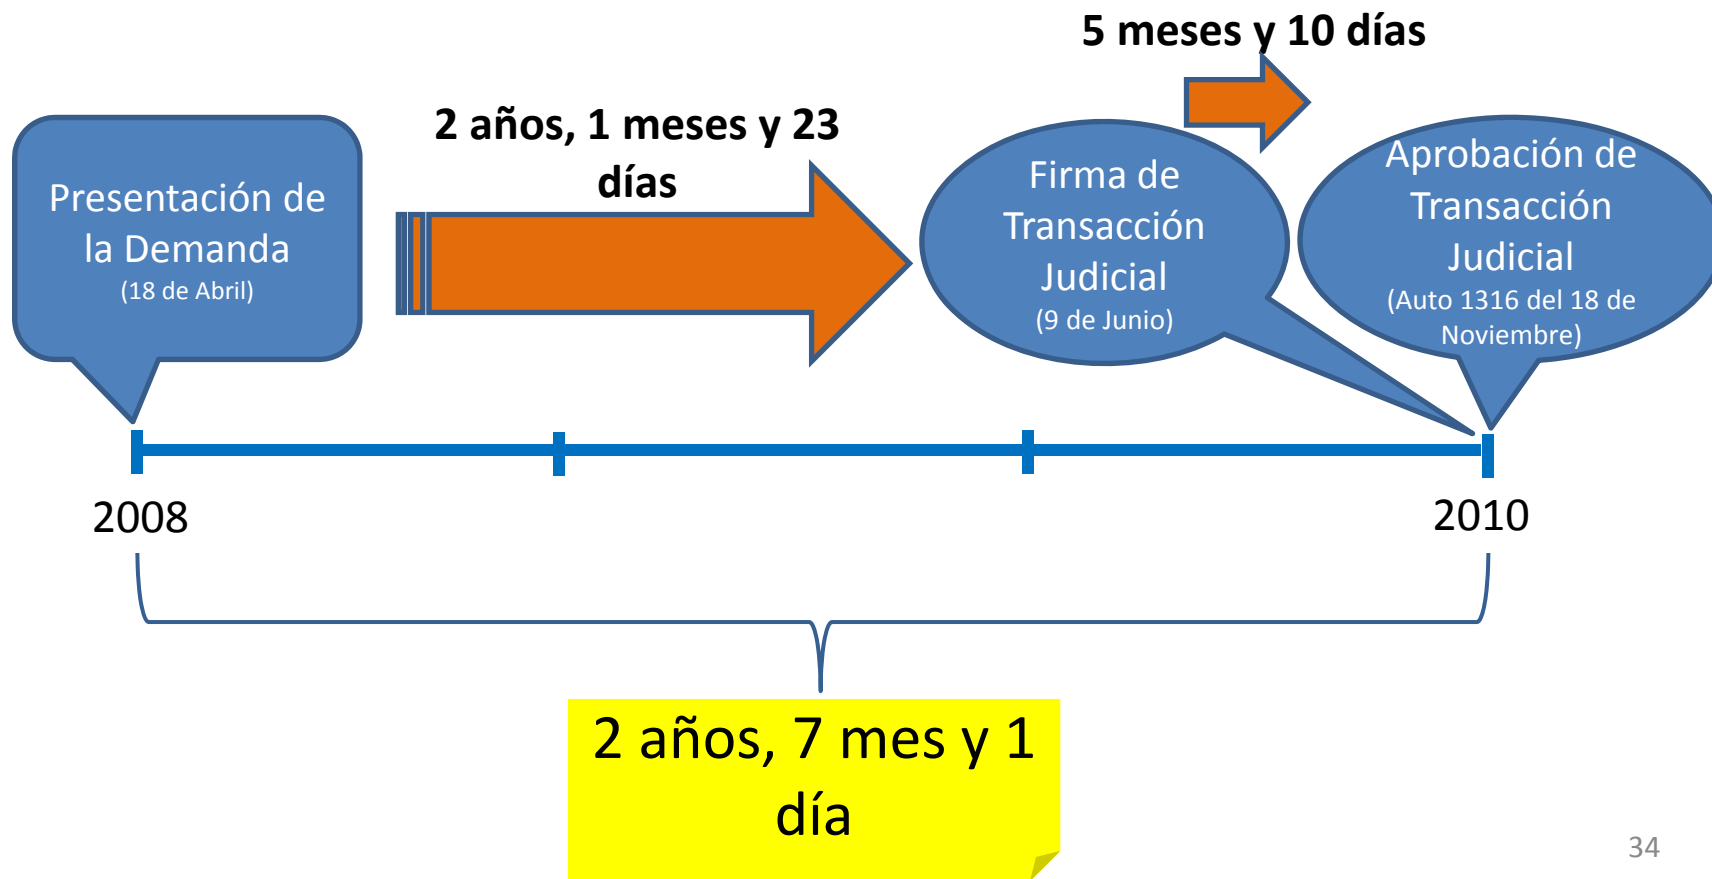 5 meses y 10 días
2 años, 1 meses y 23
días
Presentación de
la Demanda
(18 de Abril)
Firma de
Transacción
Judicial
(9 de Junio)
Aprobación de
Transacción
Judicial
(Auto 1316 del 18 de
Noviembre)
2008
2010
2 años, 7 mes y 1
día
34